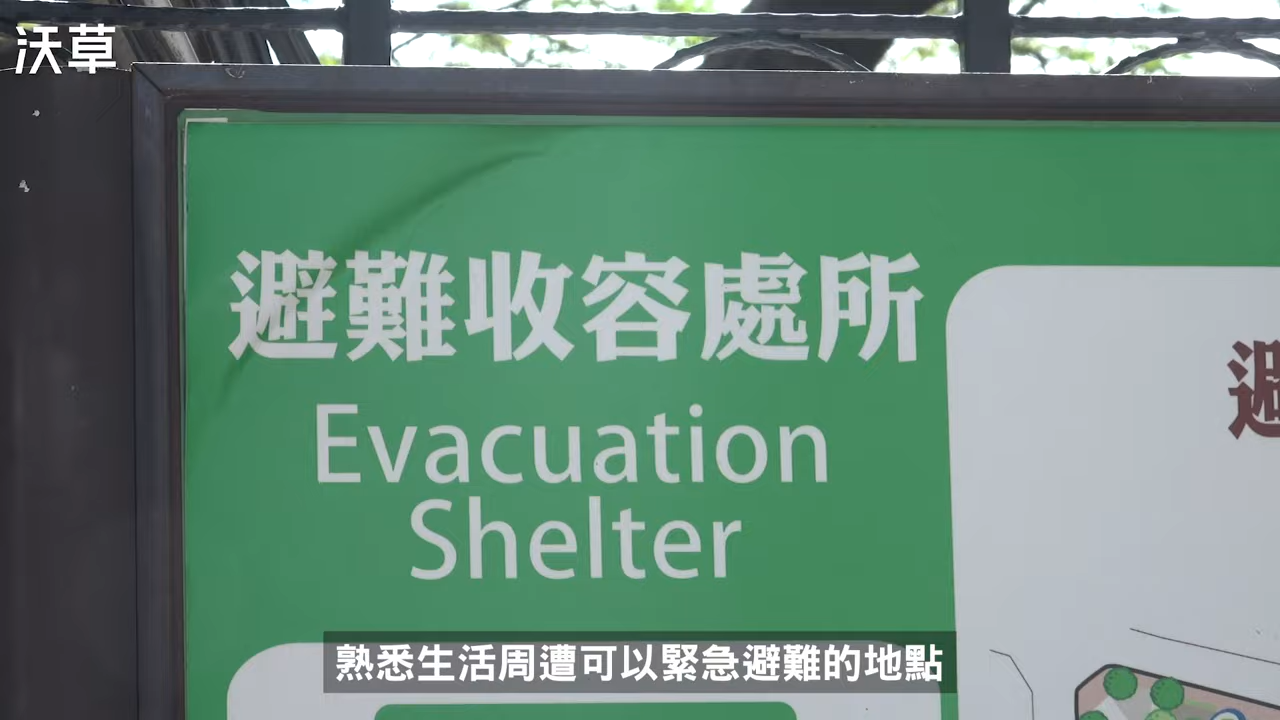 沃草
避難收容處所
Evacuation
Shelter
避
熟悉生活周遭可以緊急避難的地點